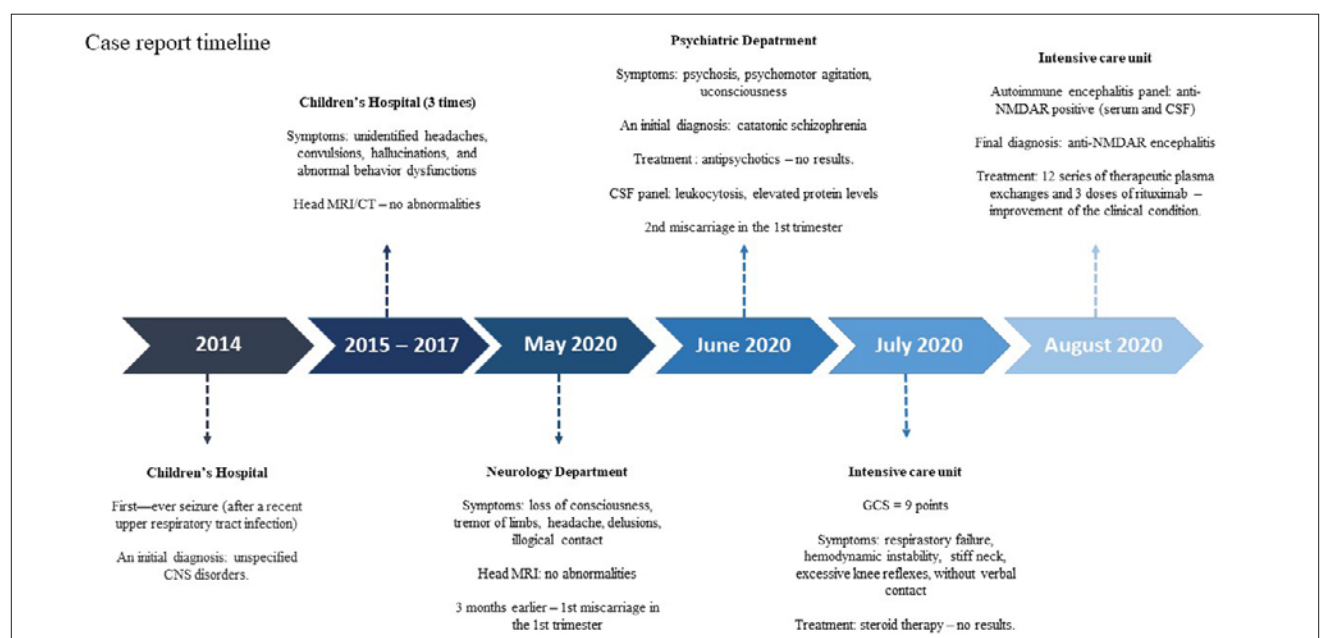 Case report timeline
Children's Hospital (3 times)
Symptoms: unidentified headaches,
convulsions, hallucinations, and
abnormal behavior dysfunctions
Head MRI/CT – no abnormalities
Psychiatric Depatrment
Symptoms: psychosis, psychomotor agitation,
uconsciousness
An initial diagnosis: catatonic schizophrenia
Treatment : antipsychotics – no results.
CSF panel: leukocytosis, elevated protein levels
2nd miscarriage in the 1st trimester
Intensive care unit
Autoimmune encephalitis panel: anti-
NMDAR positive (serum and CSF)
Final diagnosis: anti-NMDAR encephalitis
Treatment: 12 series of therapeutic plasma
exchanges and 3 doses of rituximab –
improvement of the clinical condition.
2014
2015 – 2017
May 2020
June 2020
July 2020
August 2020
Children's Hospital
First—ever seizure (after a recent
upper respiratory tract infection)
An initial diagnosis: unspecified
CNS disorders.
Neurology Department
Symptoms: loss of consciousness,
tremor of limbs, headache, delusions,
illogical contact
Head MRI: no abnormalities
3 months earlier – 1st miscarriage in
the 1st trimester
Intensive care unit
GCS = 9 points
Symptoms: respirastory failure,
hemodynamic instability, stiff neck,
excessive knee reflexes, without verbal
contact
Treatment: steroid therapy – no results.